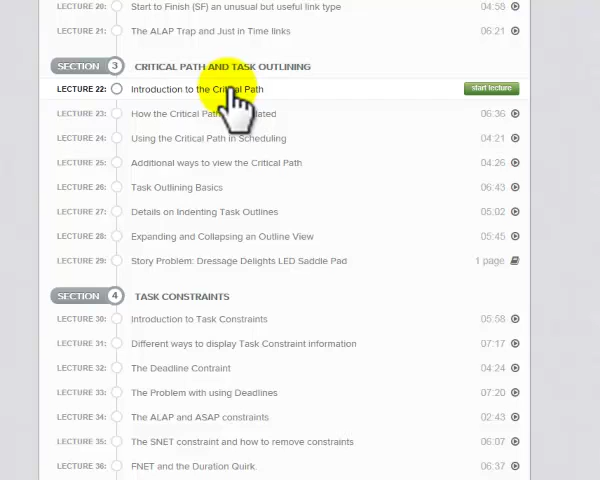 LECTURE 20: Start to Finish (SF) an unusual but useful link type 04:58
LECTURE 21: The ALAP Trap and Just in Time links 06:21
SECTION 3 CRITICAL PATH AND TASK OUTLINING
LECTURE 22: Introduction to the Critical Path start lecture
LECTURE 23: How the Critical Path 06:36
LECTURE 24: Using the Critical Path in Scheduling 04:21
LECTURE 25: Additional ways to view the Critical Path 04:26
LECTURE 26: Task Outlining Basics 06:43
LECTURE 27: Details on Indenting Task Outlines 05:02
LECTURE 28: Expanding and Collapsing an Outline View 05:45
LECTURE 29: Story Problem: Dressage Delights LED Saddle Pad 1 page
SECTION 4 TASK CONSTRAINTS
LECTURE 30: Introduction to Task Constraints 05:58
LECTURE 31: Different ways to display Task Constraint information 07:17
LECTURE 32: The Deadline Contraint 04:24
LECTURE 33: The Problem with using Deadlines 07:20
LECTURE 34: The ALAP and ASAP constraints 02:43
LECTURE 35: The SNET constraint and how to remove constraints 06:07
LECTURE 36: FNET and the Duration Quirk. 06:37